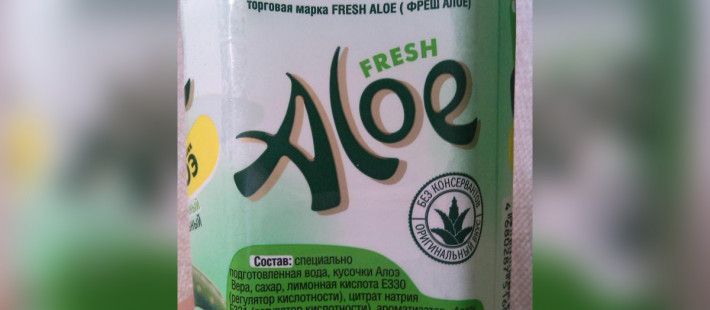 торговая марка FRESH ALOE ( ФРЕШ АЛОЕ)
FRESH
Aloe
БЕЗ КОНСЕРВАНТОВ
ОРИГИНАЛЬНЫЙ ВКУС
Состав: специально
подготовленная вода, кусочки Алоэ
Вера, сахар, лимонная кислота Е330
(регулятор кислотности), цитрат натрия